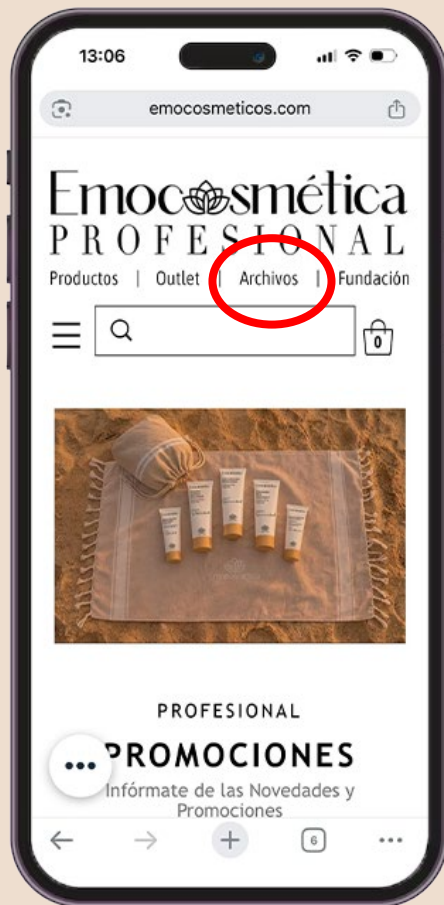 13:06
emocosmeticos.com
Emocosmética
PROFESIONAL
Productos | Outlet | Archivos | Fundación
0
PROFESIONAL
PROMOCIONES
Infórmate de las Novedades y
Promociones
6